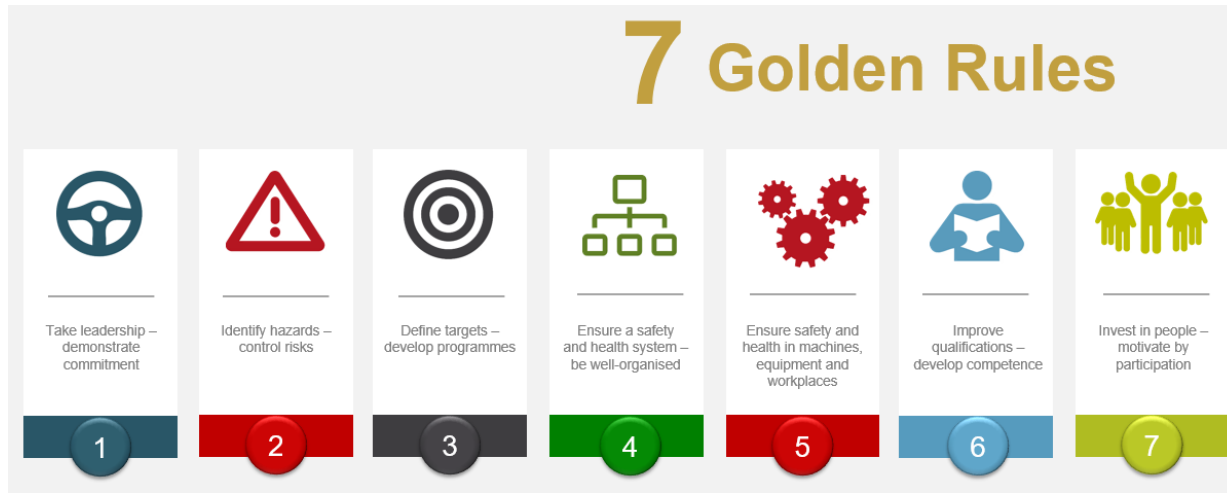 7 Golden Rules
Take leadership –
demonstrate
commitment
1
Identify hazards –
control risks
2
Define targets –
develop programmes
3
Ensure a safety
and health system –
be well-organised
4
Ensure safety and
health in machines,
equipment and
workplaces
5
Improve
qualifications –
develop competence
6
Invest in people –
motivate by
participation
7